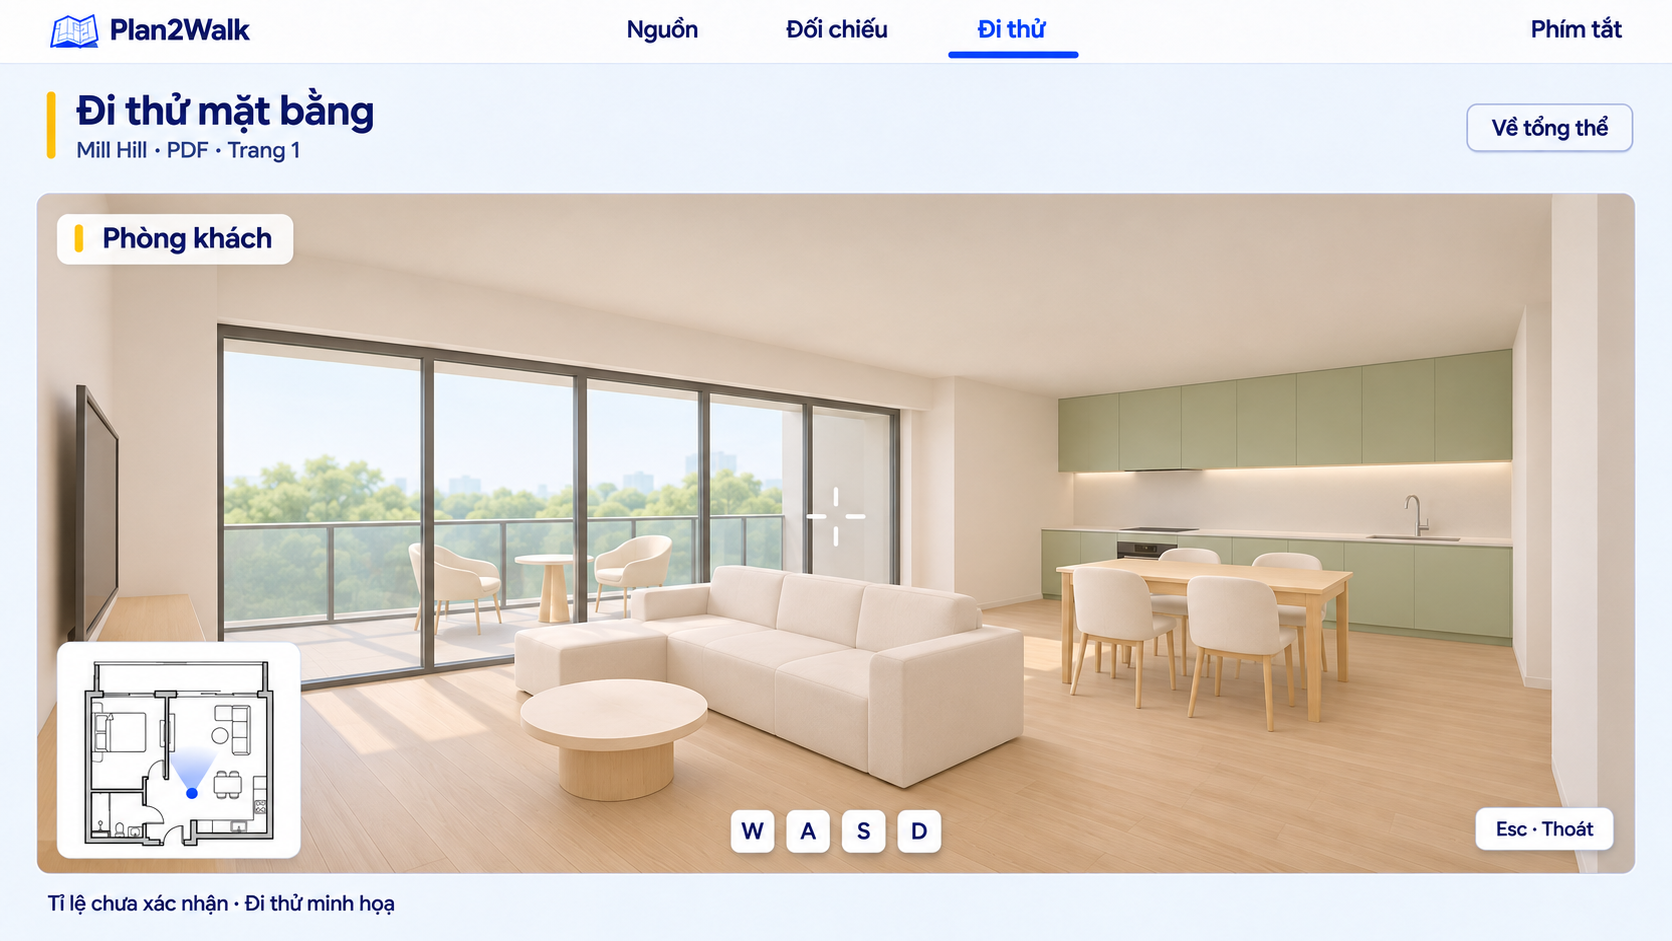 Plan2Walk
Nguồn
Đối chiếu
Đi thử
Phím tắt
Đi thử mặt bằng
Mill Hill • PDF • Trang 1
Về tổng thể
Phòng khách
W A S D
Esc • Thoát
Tỉ lệ chưa xác nhận • Đi thử minh hoạ